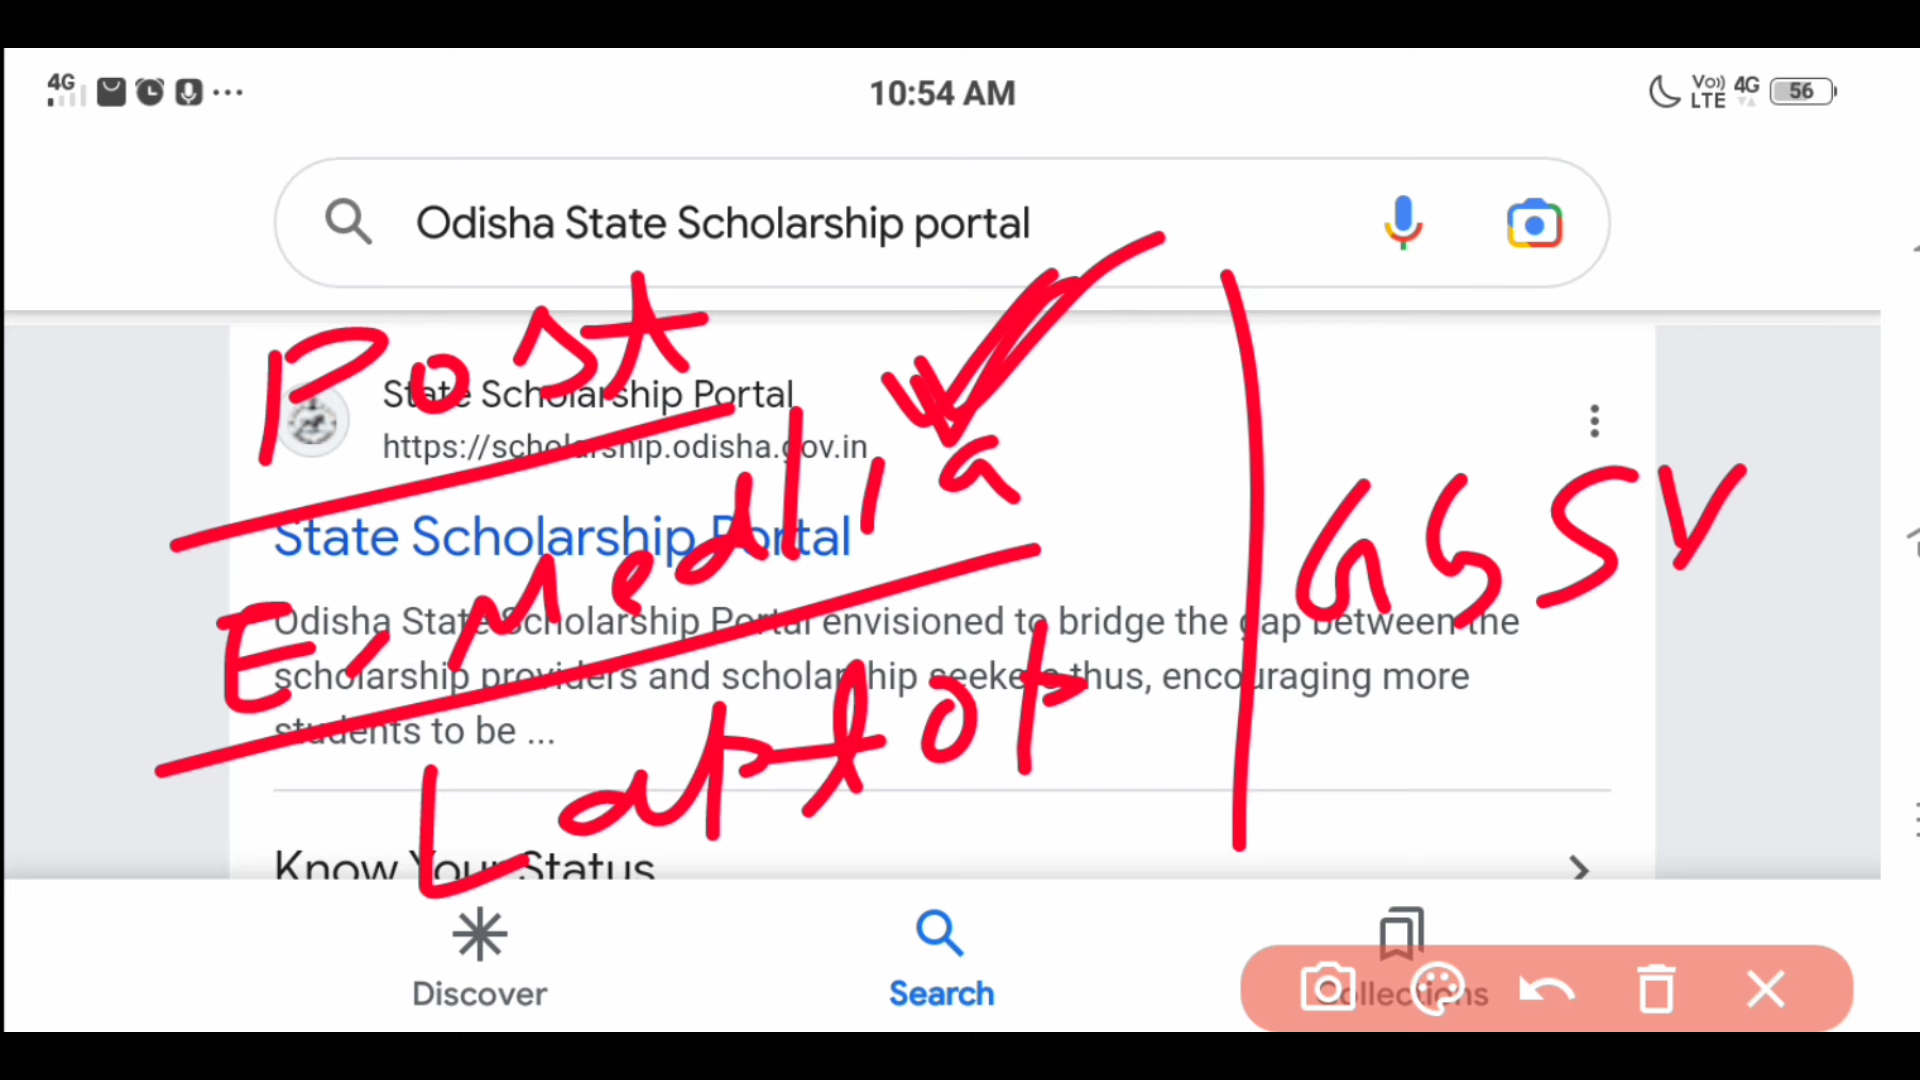 4G
10:54 AM
Vo)) LTE 4G 56
Odisha State Scholarship portal
Post
State Scholarship Portal
https://scholarship.odisha.gov.in
E-Media
State Scholarship Portal
GSSY
Odisha State Scholarship Portal envisioned to bridge the gap between the
scholarship providers and scholarship seekers thus, encouraging more
students to be ...
Laptop
Know Your Status
Discover
Search
Collections